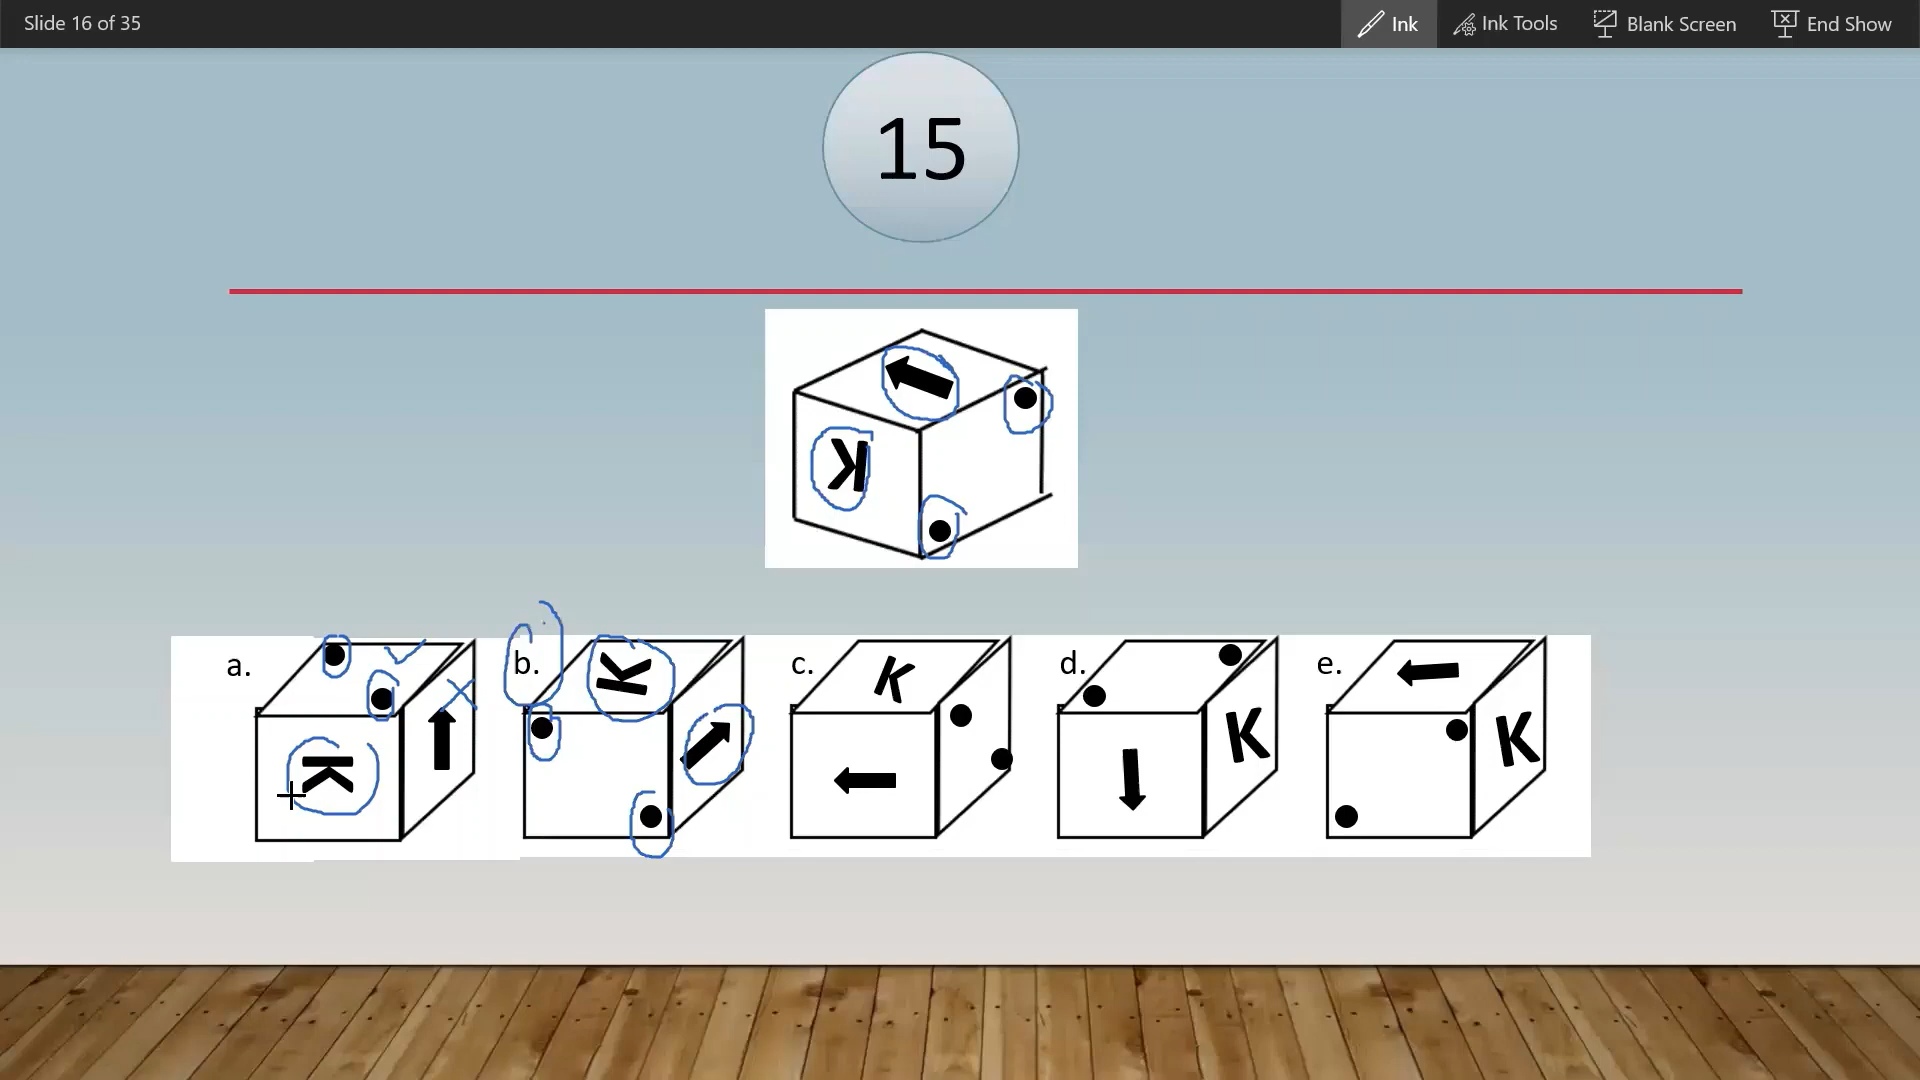 Slide 16 of 35
Ink
Ink Tools
Blank Screen
End Show
15
K
a.
K
b.
K
c.
K
d.
K
e.
K